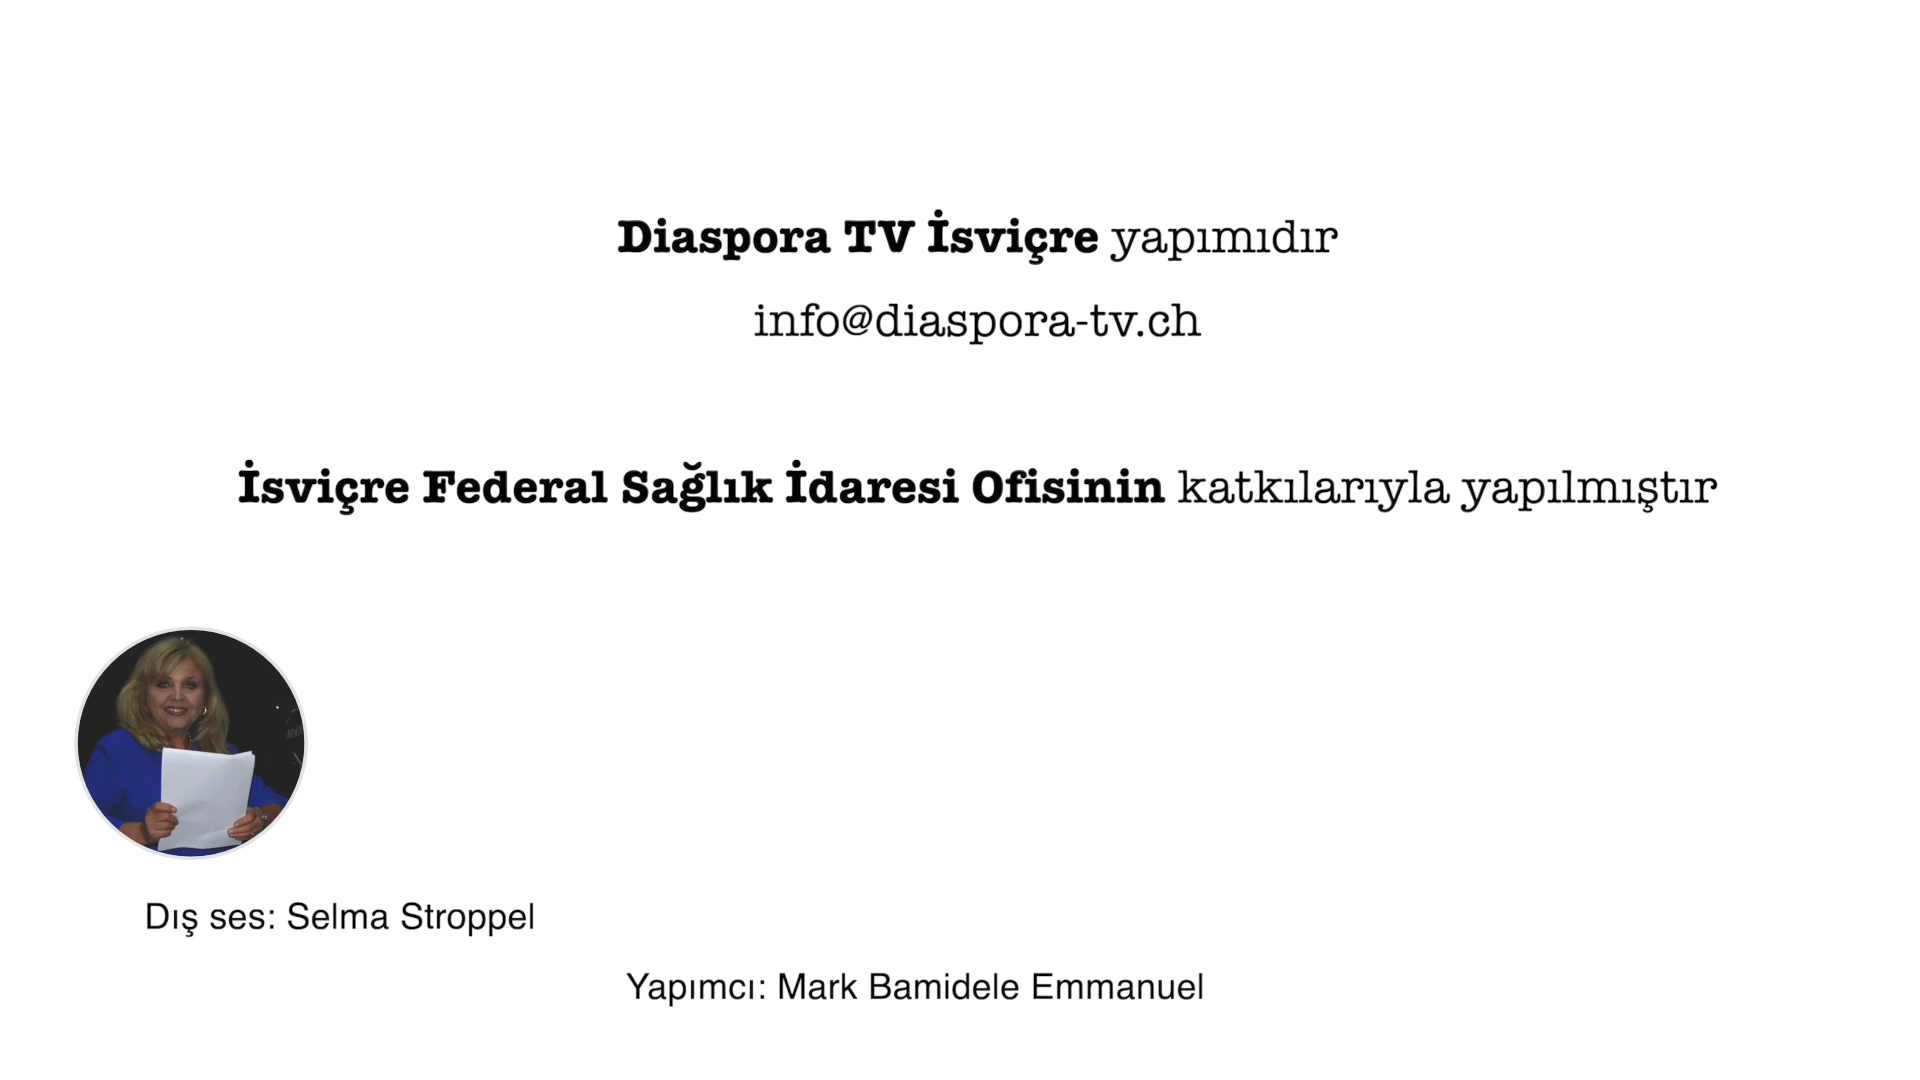 Diaspora TV İsviçre yapımıdır
info@diaspora-tv.ch
İsviçre Federal Sağlık İdaresi Ofisinin katkılarıyla yapılmıştır
Dış ses: Selma Stroppel
Yapımcı: Mark Bamidele Emmanuel